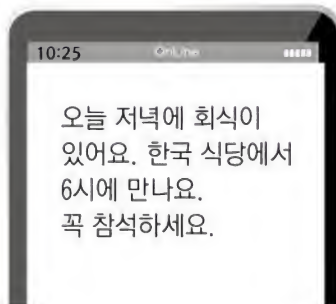 10:25 OnLine
오늘 저녁에 회식이
있어요. 한국 식당에서
6시에 만나요.
꼭 참석하세요.